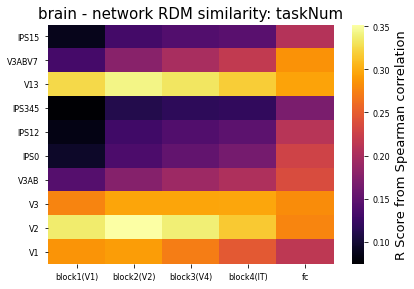 brain - network RDM similarity: taskNum
IPS15
V3ABV7
V13
IPS345
IPS12
IPS0
V3AB
V3
V2
V1
block1(V1) block2(V2) block3(V4) block4(IT) fc
0.35
0.30
0.25
0.20
0.15
0.10
R Score from Spearman correlation